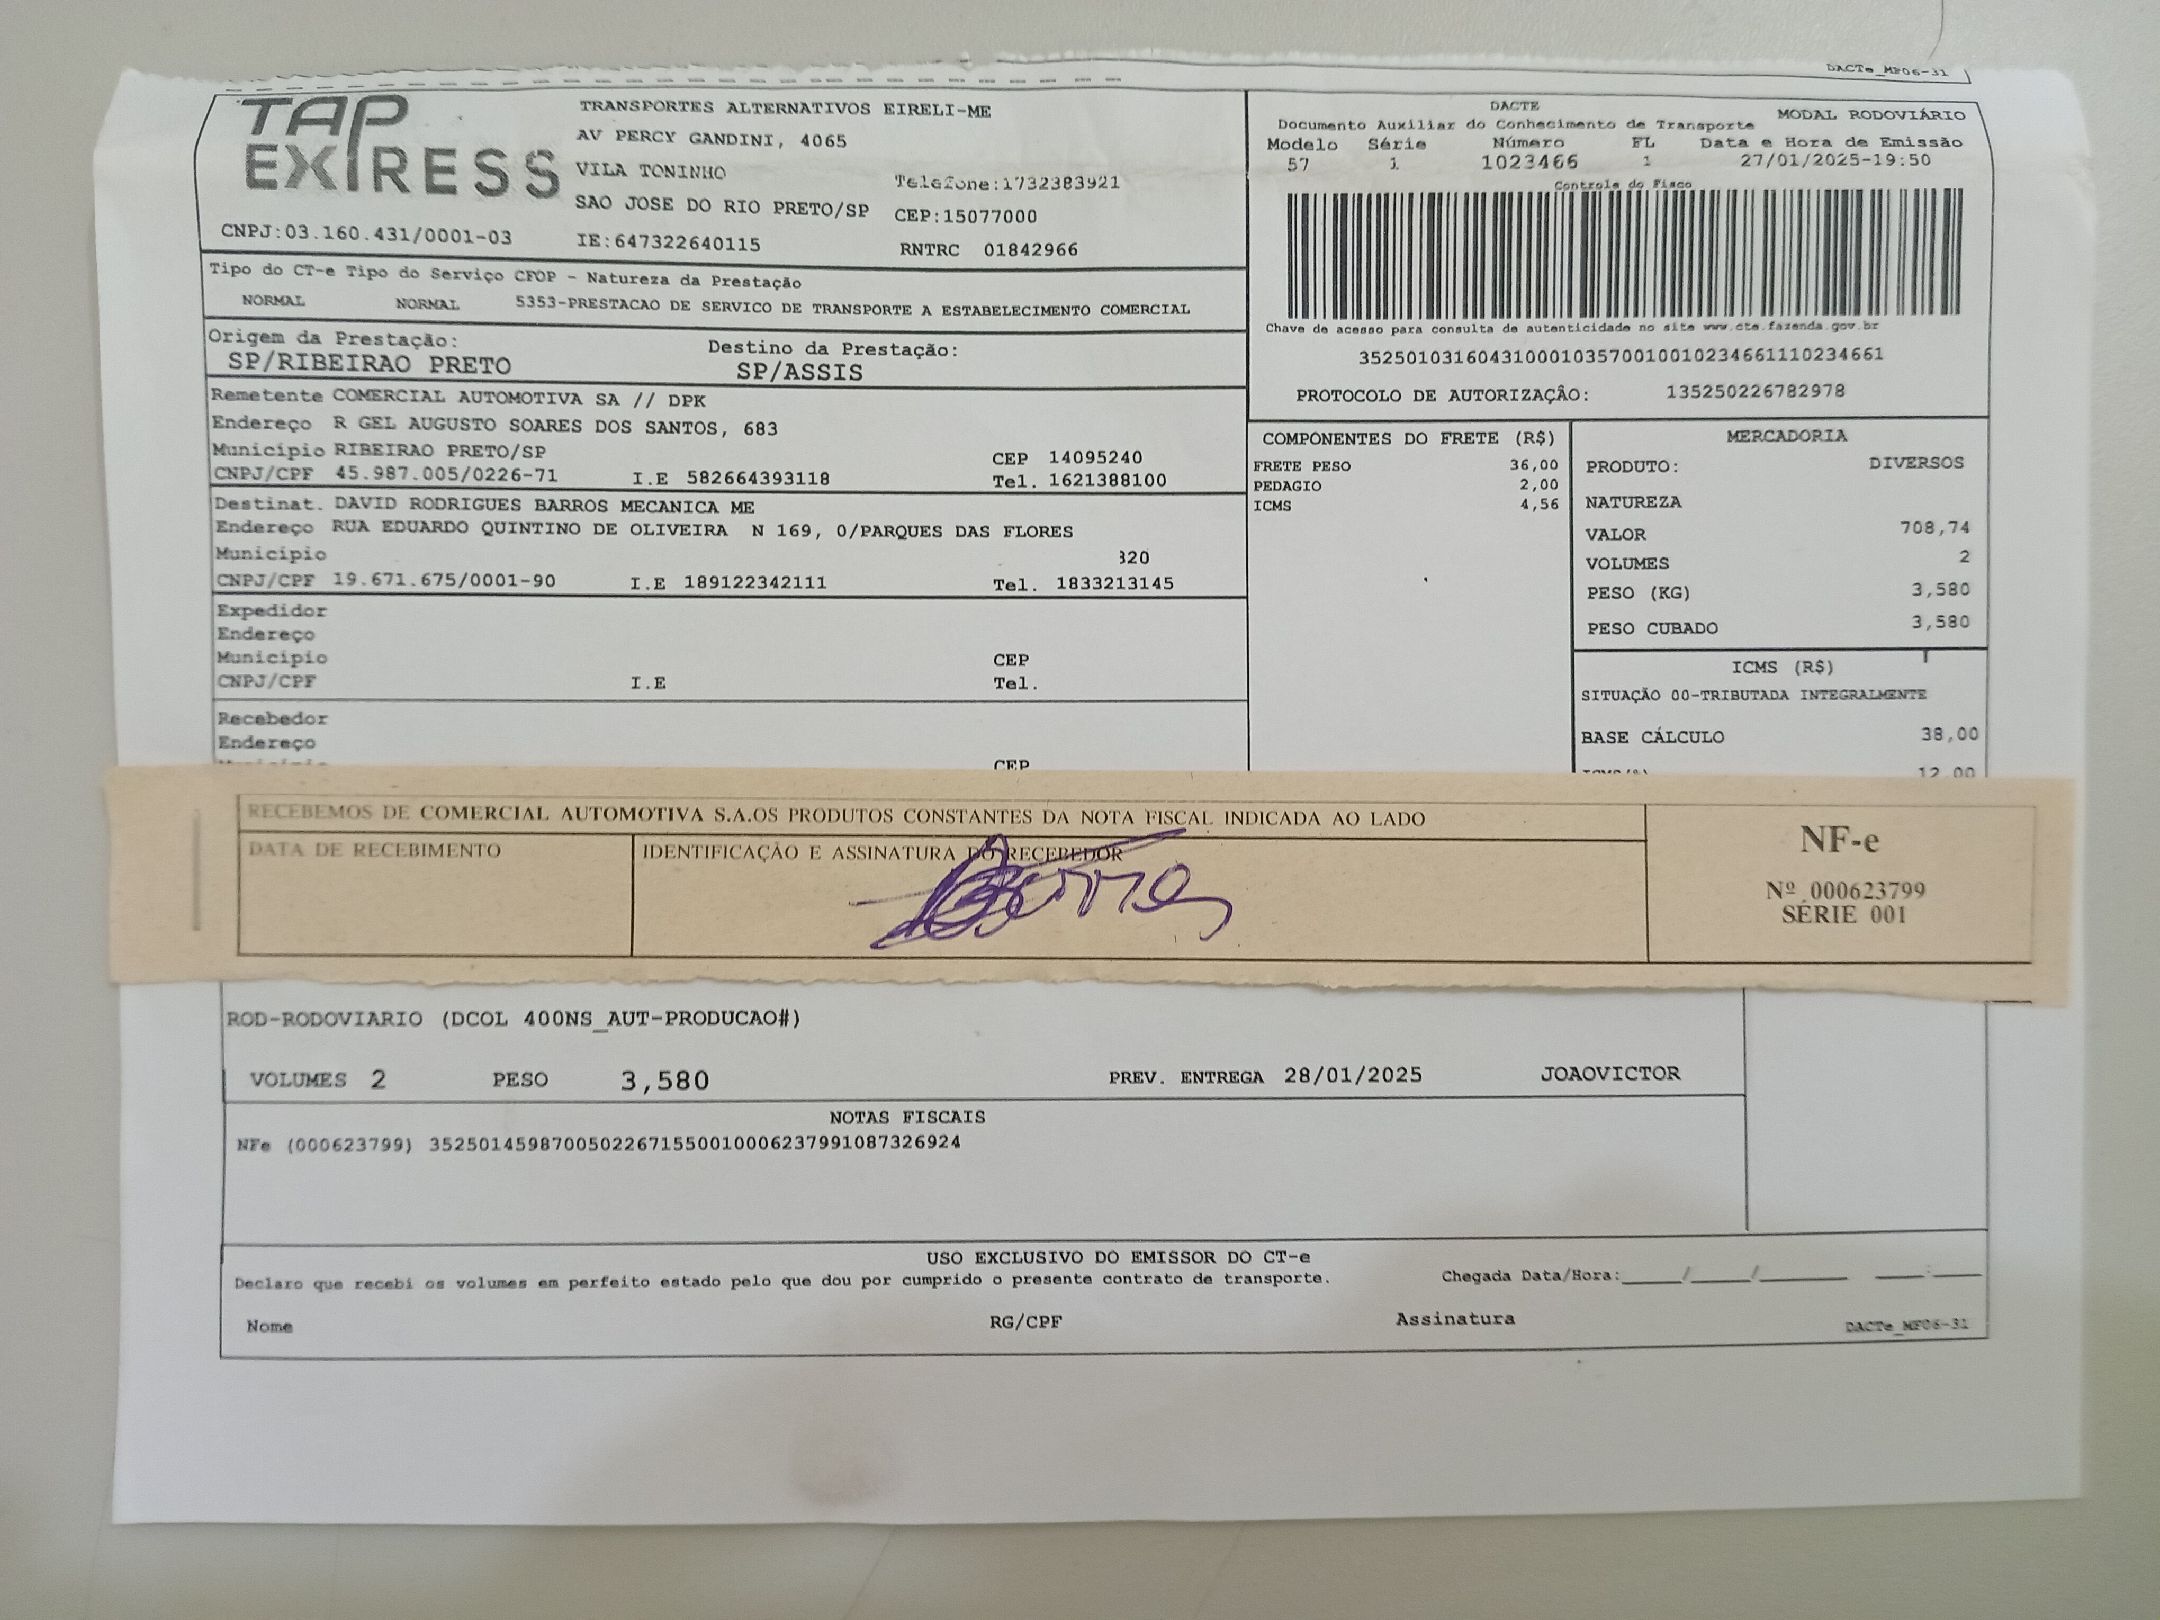 DACTe_MF06-31
TAP EXPRESS
TRANSPORTES ALTERNATIVOS EIRELI-ME
AV PERCY GANDINI, 4065
VILA TONINHO
Telefone:1732383921
SAO JOSE DO RIO PRETO/SP
CEP:15077000
CNPJ:03.160.431/0001-03
IE:647322640115
RNTRC 01842966
DACTE
MODAL RODOVIÁRIO
Documento Auxiliar do Conhecimento de Transporte
Modelo Série Número FL Data e Hora de Emissão
57 1 1023466 1 27/01/2025-19:50
Controle do Fisco
Chave de acesso para consulta de autenticidade no site www.cte.fazenda.gov.br
35250103160431000103570010010234661110234661
PROTOCOLO DE AUTORIZAÇÂO: 135250226782978
Tipo do CT-e Tipo do Serviço CFOP - Natureza da Prestação
NORMAL NORMAL 5353-PRESTACAO DE SERVICO DE TRANSPORTE A ESTABELECIMENTO COMERCIAL
Origem da Prestação:
SP/RIBEIRAO PRETO
Destino da Prestação:
SP/ASSIS
Remetente COMERCIAL AUTOMOTIVA SA // DPK
Endereço R GEL AUGUSTO SOARES DOS SANTOS, 683
Municipio RIBEIRAO PRETO/SP CEP 14095240
CNPJ/CPF 45.987.005/0226-71 I.E 582664393118 Tel. 1621388100
Destinat. DAVID RODRIGUES BARROS MECANICA ME
Endereço RUA EDUARDO QUINTINO DE OLIVEIRA N 169, 0/PARQUES DAS FLORES
Municipio 320
CNPJ/CPF 19.671.675/0001-90 I.E 189122342111 Tel. 1833213145
Expedidor
Endereço
Municipio CEP
CNPJ/CPF I.E Tel.
Recebedor
Endereço
CEP
COMPONENTES DO FRETE (R$)
FRETE PESO 36,00
PEDAGIO 2,00
ICMS 4,56
MERCADORIA
PRODUTO: DIVERSOS
NATUREZA
VALOR 708,74
VOLUMES 2
PESO (KG) 3,580
PESO CUBADO 3,580
ICMS (R$)
SITUAÇÃO 00-TRIBUTADA INTEGRALMENTE
BASE CÁLCULO 38,00
12,00
RECEBEMOS DE COMERCIAL AUTOMOTIVA S.A.OS PRODUTOS CONSTANTES DA NOTA FISCAL INDICADA AO LADO
DATA DE RECEBIMENTO
IDENTIFICAÇÃO E ASSINATURA DO RECEBEDOR
NF-e
Nº 000623799
SÉRIE 001
ROD-RODOVIARIO (DCOL 400NS_AUT-PRODUCAO#)
VOLUMES 2 PESO 3,580 PREV. ENTREGA 28/01/2025 JOAOVICTOR
NOTAS FISCAIS
NFe (000623799) 35250145987005022671550010006237991087326924
USO EXCLUSIVO DO EMISSOR DO CT-e
Declaro que recebi os volumes em perfeito estado pelo que dou por cumprido o presente contrato de transporte.
Chegada Data/Hora:____/____/______ ___:___
Nome RG/CPF Assinatura
DACTe_MF06-31